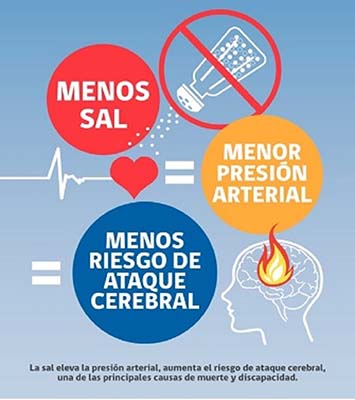 MENOS
SAL
=
MENOR
PRESIÓN
ARTERIAL
=
MENOS
RIESGO DE
ATAQUE
CEREBRAL
La sal eleva la presión arterial, aumenta el riesgo de ataque cerebral,
una de las principales causas de muerte y discapacidad.